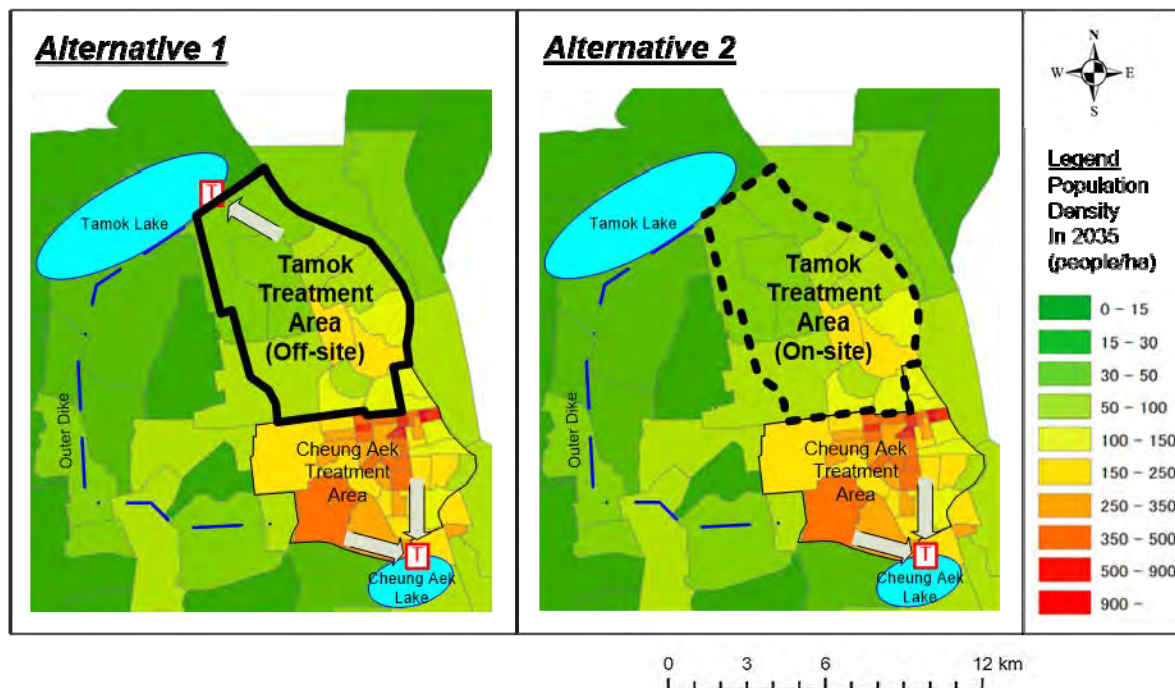 Alternative 1
T
Tamok Lake
Tamok
Treatment
Area
(Off-site)
Outer Dike
Cheung Aek
Treatment
Area
T
Cheung Aek
Lake
Alternative 2
Tamok Lake
Tamok
Treatment
Area
(On-site)
Outer Dike
Cheung Aek
Treatment
Area
T
Cheung Aek
Lake
N
W E
S
Legend
Population
Density
In 2035
(people/ha)
0 – 15
15 – 30
30 – 50
50 – 100
100 – 150
150 – 250
250 – 350
350 – 500
500 – 900
900 -
0 3 6 12 km